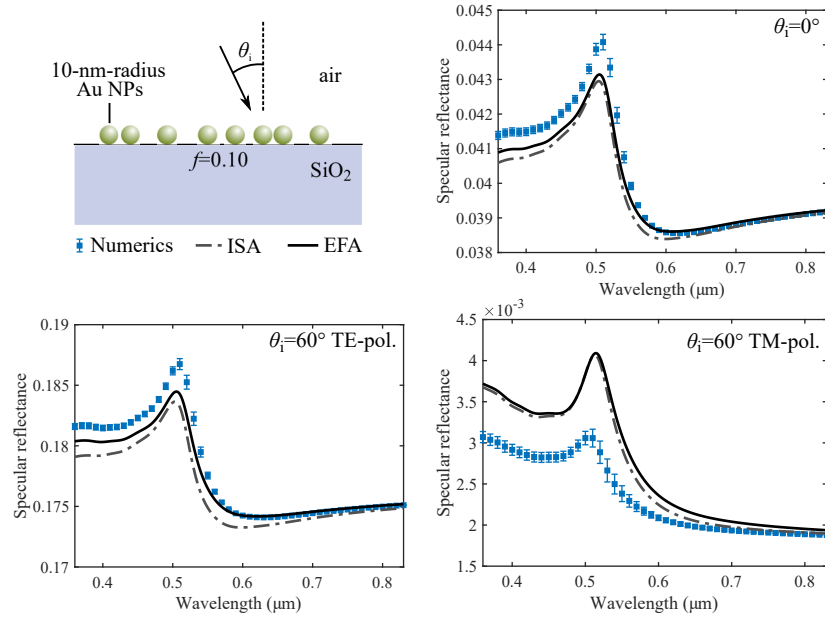 θi
air
10-nm-radius
Au NPs
f=0.10
SiO2
Numerics
ISA
EFA
θi=0°
Specular reflectance
0.045
0.044
0.043
0.042
0.041
0.04
0.039
0.038
0.4
0.5
0.6
0.7
0.8
Wavelength (μm)
θi=60° TE-pol.
Specular reflectance
0.19
0.185
0.18
0.175
0.17
0.4
0.5
0.6
0.7
0.8
Wavelength (μm)
×10-3
θi=60° TM-pol.
Specular reflectance
4.5
4
3.5
3
2.5
2
1.5
0.4
0.5
0.6
0.7
0.8
Wavelength (μm)